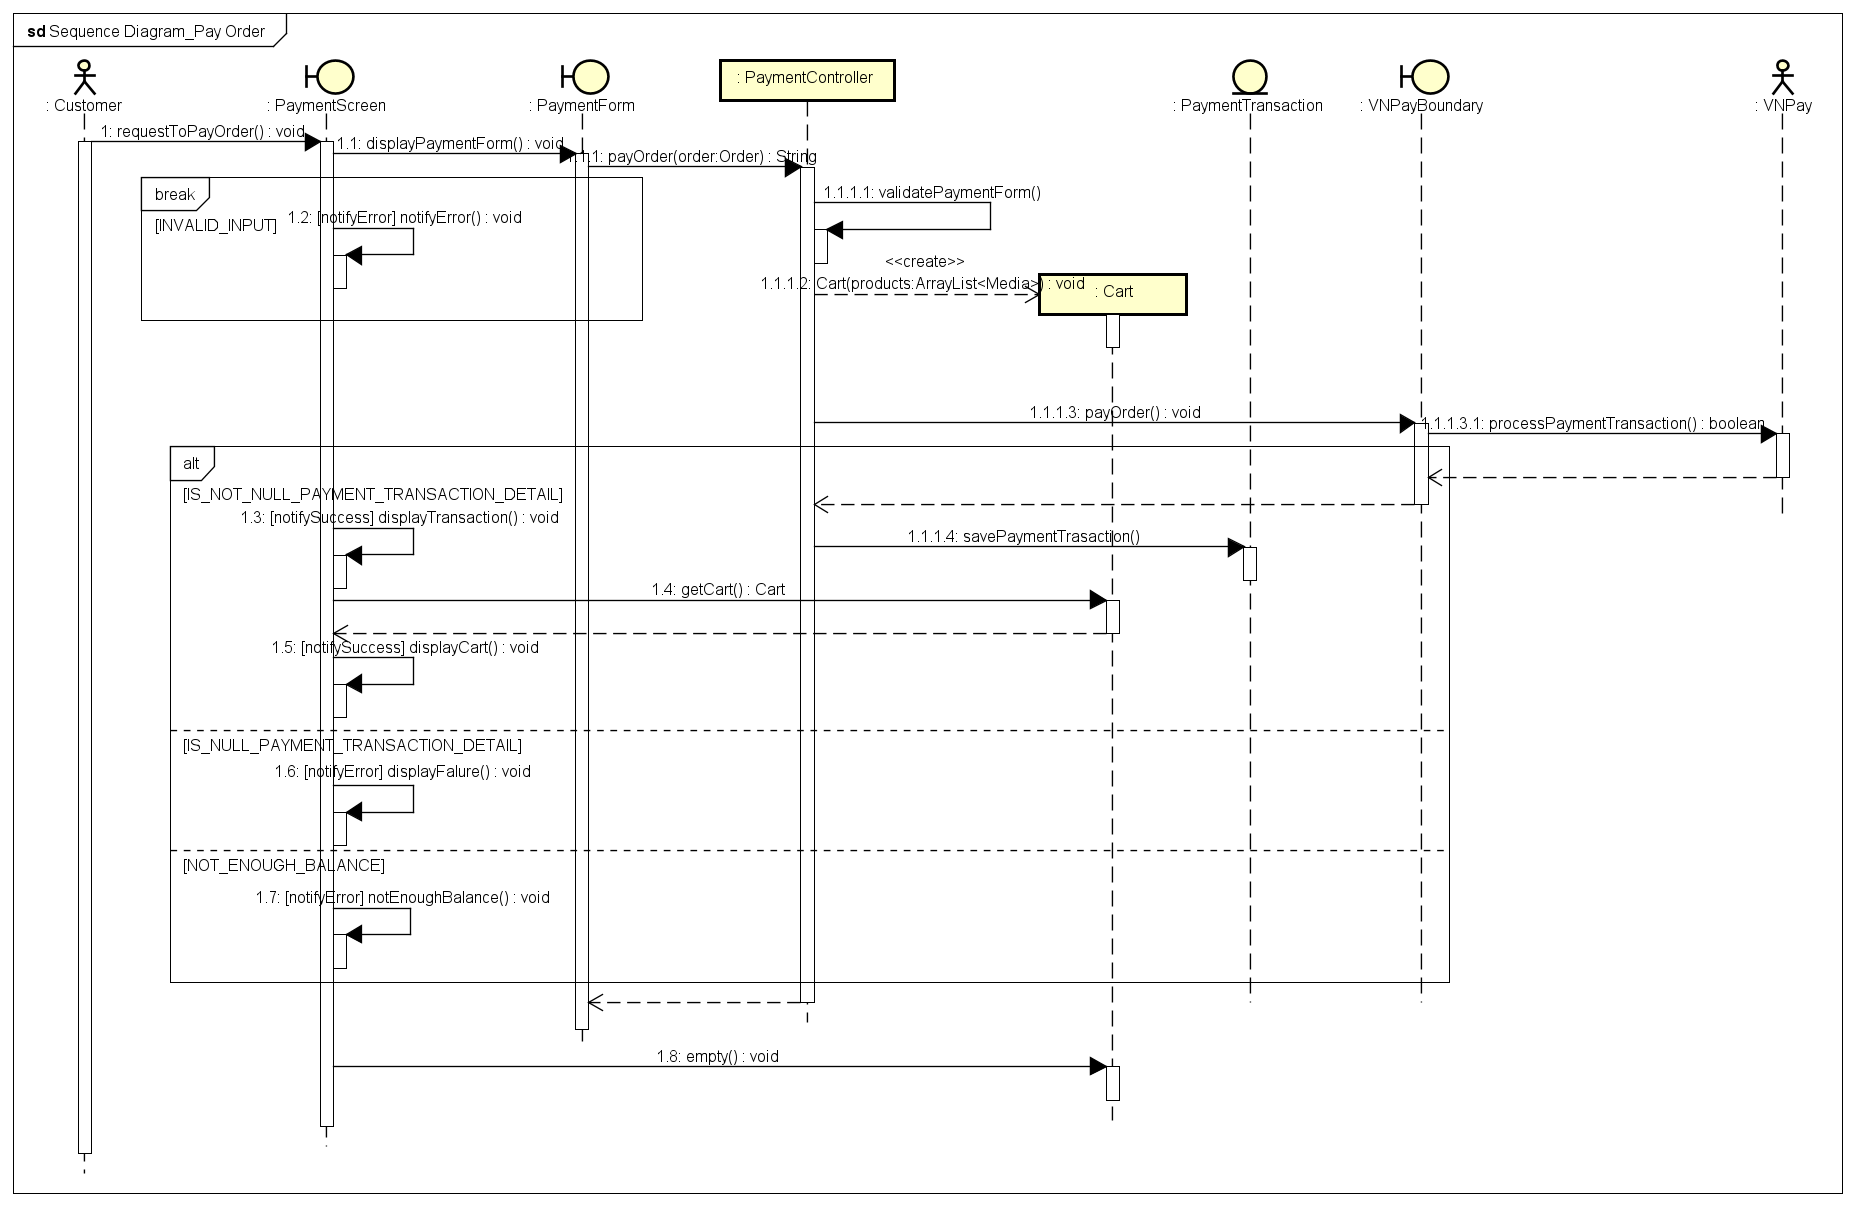 sd Sequence Diagram_Pay Order
: Customer
: PaymentScreen
: PaymentForm
: PaymentController
: PaymentTransaction
: VNPayBoundary
: VNPay
1: requestToPayOrder() : void
1.1: displayPaymentForm() : void
1.1.1: payOrder(order:Order) : String
break
1.1.1.1: validatePaymentForm()
[INVALID_INPUT]
1.2: [notifyError] notifyError() : void
<<create>>
1.1.1.2: Cart(products:ArrayList<Media>) : void
: Cart
1.1.1.3: payOrder() : void
1.1.1.3.1: processPaymentTransaction() : boolean
alt
[IS_NOT_NULL_PAYMENT_TRANSACTION_DETAIL]
1.3: [notifySuccess] displayTransaction() : void
1.1.1.4: savePaymentTrasaction()
1.4: getCart() : Cart
1.5: [notifySuccess] displayCart() : void
[IS_NULL_PAYMENT_TRANSACTION_DETAIL]
1.6: [notifyError] displayFalure() : void
[NOT_ENOUGH_BALANCE]
1.7: [notifyError] notEnoughBalance() : void
1.8: empty() : void